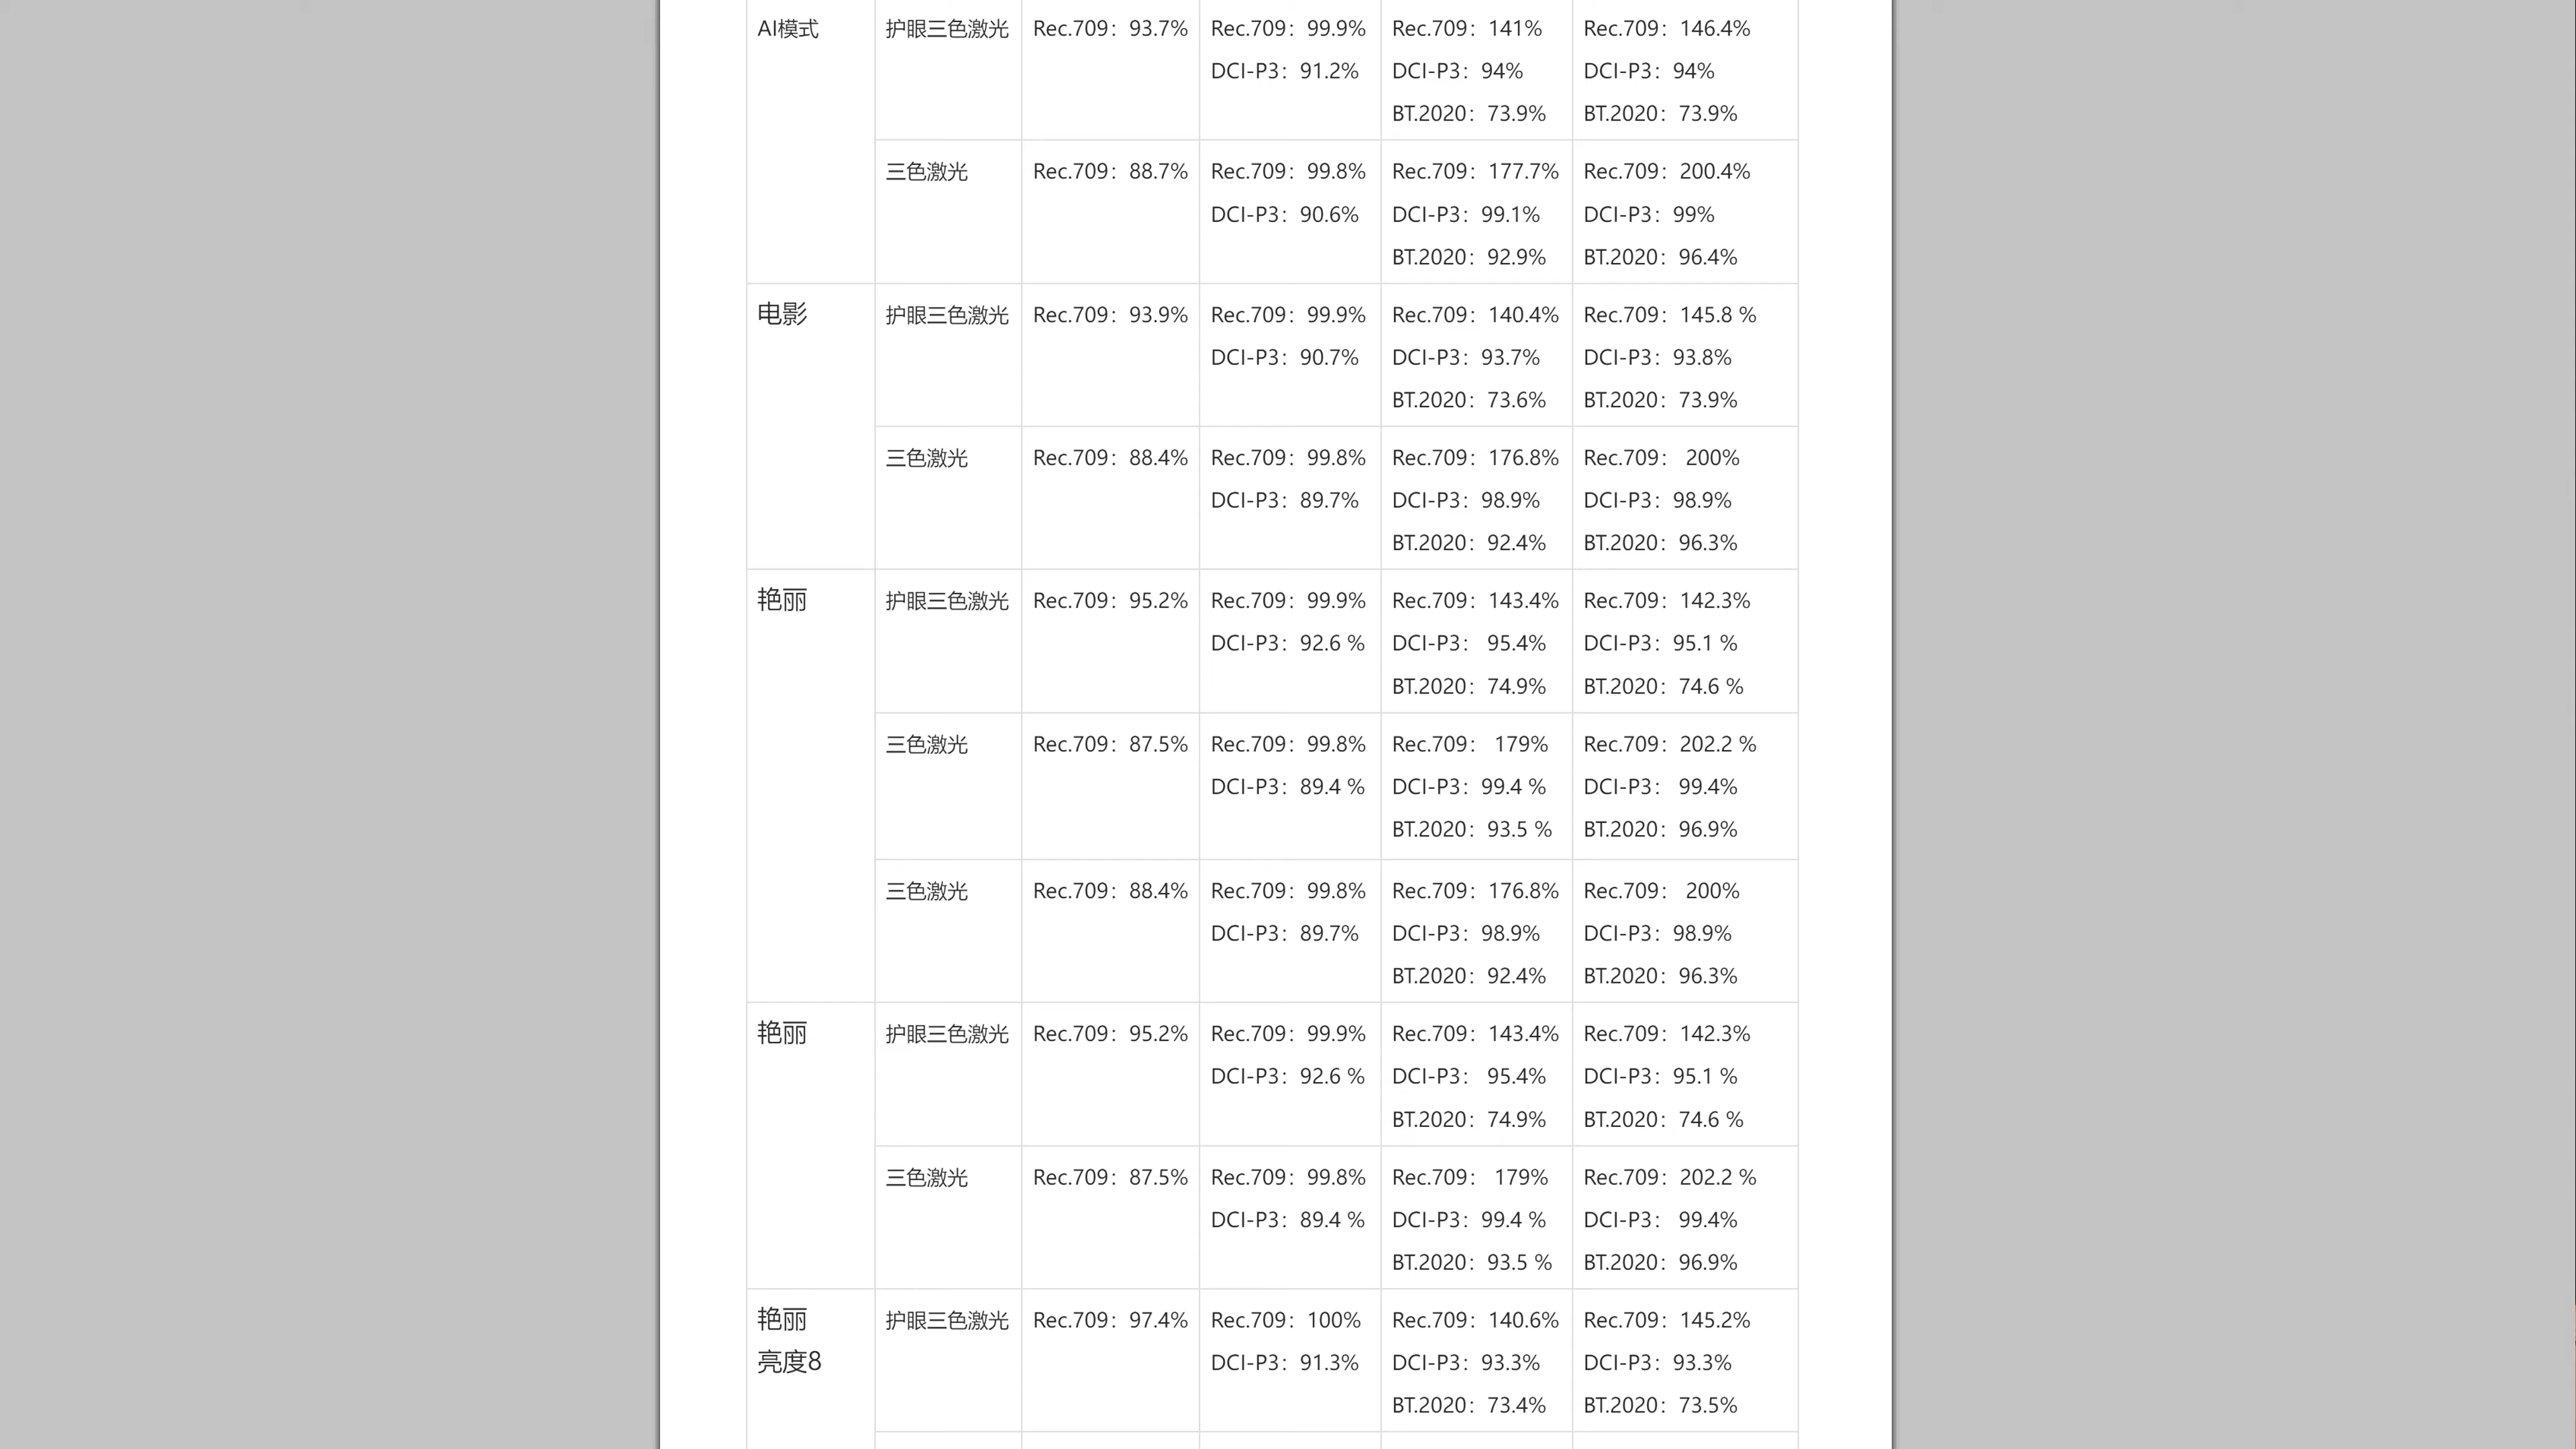 AI模式 护眼三色激光 Rec.709：93.7% Rec.709：99.9% Rec.709：141% Rec.709：146.4%
DCI-P3：91.2% DCI-P3：94% DCI-P3：94%
BT.2020：73.9% BT.2020：73.9%
三色激光 Rec.709：88.7% Rec.709：99.8% Rec.709：177.7% Rec.709：200.4%
DCI-P3：90.6% DCI-P3：99.1% DCI-P3：99%
BT.2020：92.9% BT.2020：96.4%
电影 护眼三色激光 Rec.709：93.9% Rec.709：99.9% Rec.709：140.4% Rec.709：145.8 %
DCI-P3：90.7% DCI-P3：93.7% DCI-P3：93.8%
BT.2020：73.6% BT.2020：73.9%
三色激光 Rec.709：88.4% Rec.709：99.8% Rec.709：176.8% Rec.709： 200%
DCI-P3：89.7% DCI-P3：98.9% DCI-P3：98.9%
BT.2020：92.4% BT.2020：96.3%
艳丽 护眼三色激光 Rec.709：95.2% Rec.709：99.9% Rec.709：143.4% Rec.709：142.3%
DCI-P3：92.6 % DCI-P3： 95.4% DCI-P3：95.1 %
BT.2020：74.9% BT.2020：74.6 %
三色激光 Rec.709：87.5% Rec.709：99.8% Rec.709： 179% Rec.709：202.2 %
DCI-P3：89.4 % DCI-P3：99.4 % DCI-P3： 99.4%
BT.2020：93.5 % BT.2020：96.9%
三色激光 Rec.709：88.4% Rec.709：99.8% Rec.709：176.8% Rec.709： 200%
DCI-P3：89.7% DCI-P3：98.9% DCI-P3：98.9%
BT.2020：92.4% BT.2020：96.3%
艳丽 护眼三色激光 Rec.709：95.2% Rec.709：99.9% Rec.709：143.4% Rec.709：142.3%
DCI-P3：92.6 % DCI-P3： 95.4% DCI-P3：95.1 %
BT.2020：74.9% BT.2020：74.6 %
三色激光 Rec.709：87.5% Rec.709：99.8% Rec.709： 179% Rec.709：202.2 %
DCI-P3：89.4 % DCI-P3：99.4 % DCI-P3： 99.4%
BT.2020：93.5 % BT.2020：96.9%
艳丽 护眼三色激光 Rec.709：97.4% Rec.709：100% Rec.709：140.6% Rec.709：145.2%
亮度8 DCI-P3：91.3% DCI-P3：93.3% DCI-P3：93.3%
BT.2020：73.4% BT.2020：73.5%